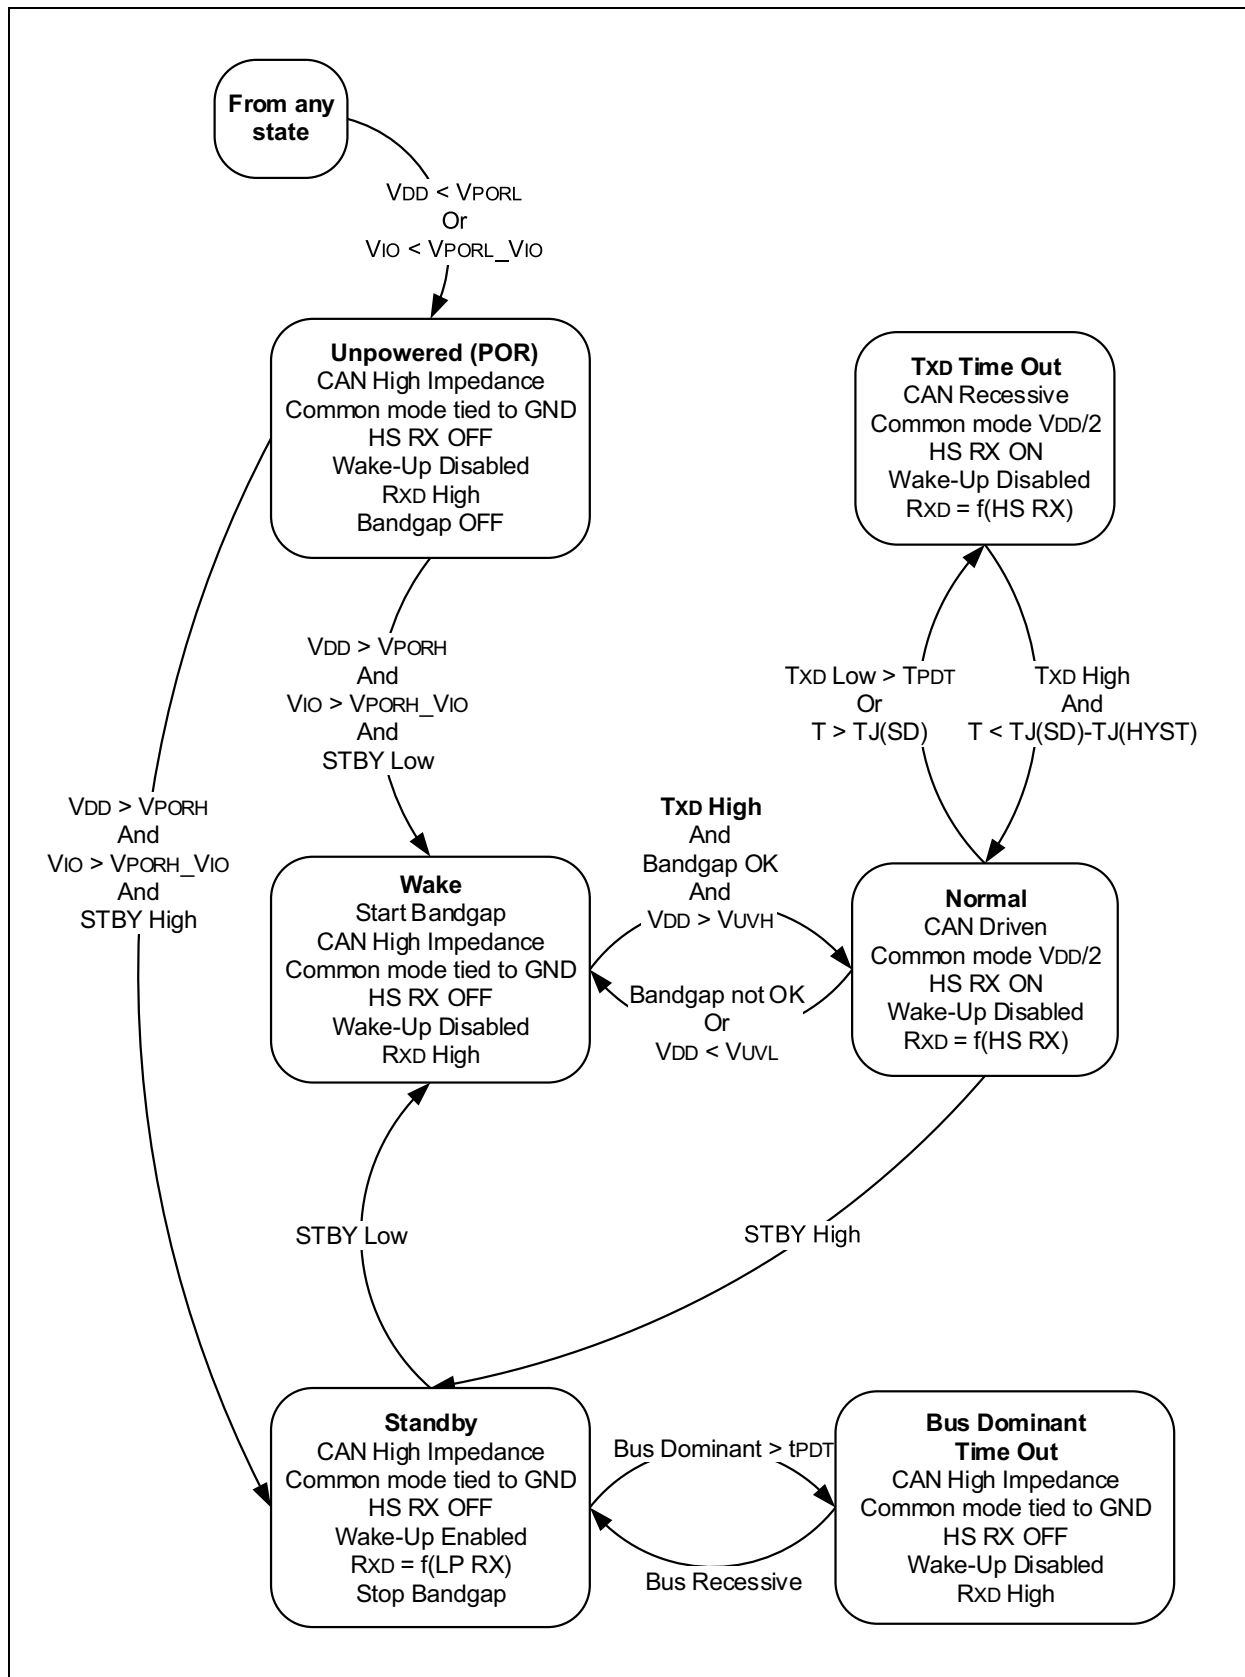 From any
state
VDD < VPORL
Or
VIO < VPORL_VIO
Unpowered (POR)
CAN High Impedance
Common mode tied to GND
HS RX OFF
Wake-Up Disabled
RXD High
Bandgap OFF
TXD Time Out
CAN Recessive
Common mode VDD/2
HS RX ON
Wake-Up Disabled
RXD = f(HS RX)
VDD > VPORH
And
VIO > VPORH_VIO
And
STBY Low
TXD Low > TPDT
Or
T > TJ(SD)
TXD High
And
T < TJ(SD)-TJ(HYST)
VDD > VPORH
And
VIO > VPORH_VIO
And
STBY High
TXD High
And
Bandgap OK
And
VDD > VUVH
Wake
Start Bandgap
CAN High Impedance
Common mode tied to GND
HS RX OFF
Wake-Up Disabled
RXD High
Bandgap not OK
Or
VDD < VUVL
Normal
CAN Driven
Common mode VDD/2
HS RX ON
Wake-Up Disabled
RXD = f(HS RX)
STBY Low
STBY High
Standby
CAN High Impedance
Common mode tied to GND
HS RX OFF
Wake-Up Enabled
RXD = f(LP RX)
Stop Bandgap
Bus Dominant > tPDT
Bus Recessive
Bus Dominant
Time Out
CAN High Impedance
Common mode tied to GND
HS RX OFF
Wake-Up Disabled
RXD High